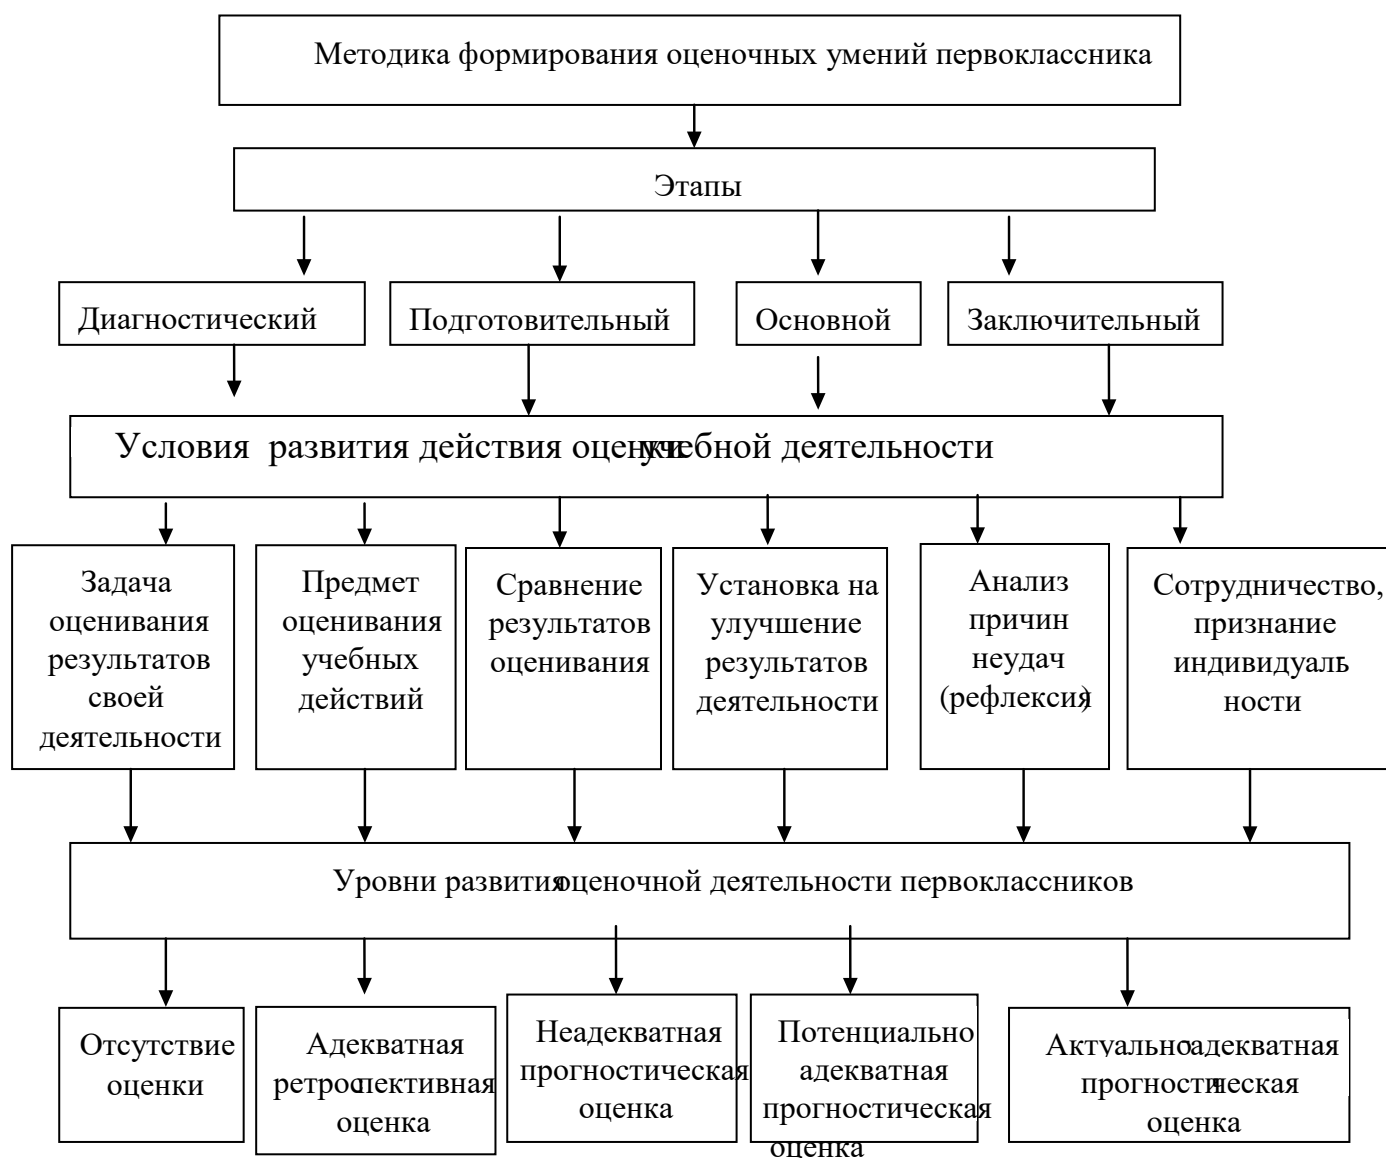 Методика формирования оценочных умений первоклассника
Этапы
Диагностический
Подготовительный
Основной
Заключительный
Условия развития действия оценки учебной деятельности
Задача
оценивания
результатов
своей
деятельности
Предмет
оценивания
учебных
действий
Сравнение
результатов
оценивания
Установка на
улучшение
результатов
деятельности
Анализ
причин
неудач
(рефлексия)
Сотрудничество,
признание
индивидуаль
ности
Уровни развития оценочной деятельности первоклассников
Отсутствие
оценки
Адекватная
ретроспективная
оценка
Неадекватная
прогностическая
оценка
Потенциально
адекватная
прогностическая
оценка
Актуально-адекватная
прогностическая
оценка